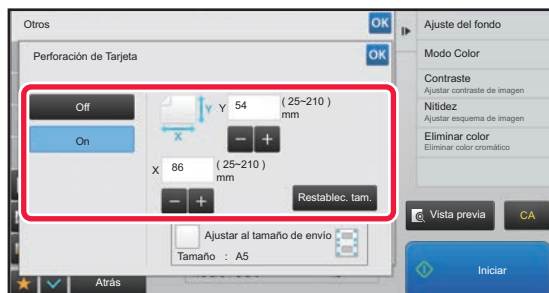 Otros
OK
Perforación de Tarjeta
OK
Off
On
Y
Y
54
( 25~210 )
mm
X
X
86
( 25~210 )
mm
Restablec. tam.
Ajustar al tamaño de envío
Tamaño : A5
Atrás
Ajuste del fondo
Modo Color
Contraste
Ajustar contraste de imagen
Nitidez
Ajustar esquema de imagen
Eliminar color
Eliminar color cromático
Vista previa
CA
Iniciar